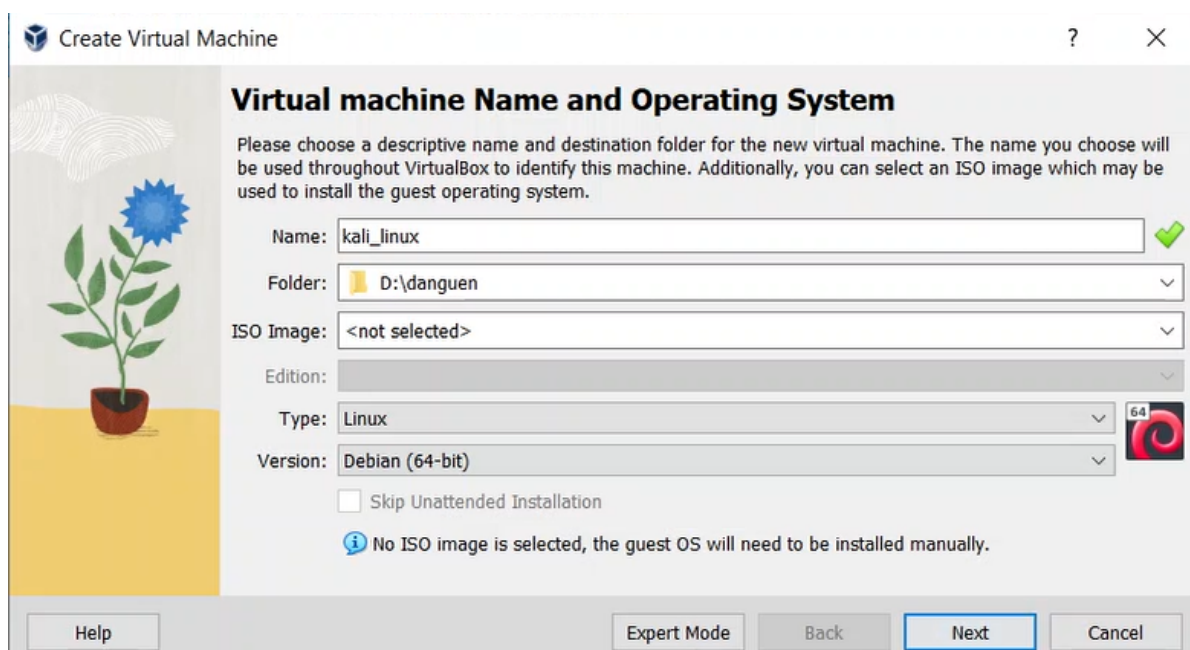 Create Virtual Machine
?
Virtual machine Name and Operating System
Please choose a descriptive name and destination folder for the new virtual machine. The name you choose will
be used throughout VirtualBox to identify this machine. Additionally, you can select an ISO image which may be
used to install the guest operating system.
Name: kali_linux
Folder: D:\danguen
ISO Image: <not selected>
Edition:
Type: Linux
64
Version: Debian (64-bit)
Skip Unattended Installation
No ISO image is selected, the guest OS will need to be installed manually.
Help Expert Mode Back Next Cancel